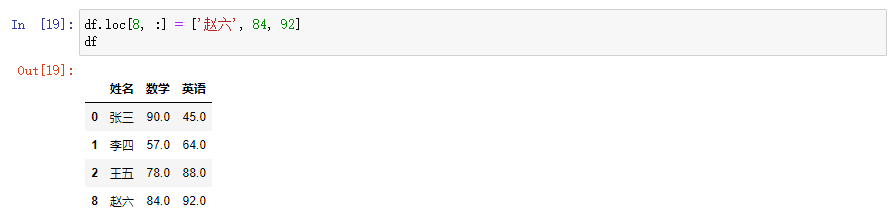 In [19]: df.loc[8, :] = ['赵六', 84, 92]
df
Out[19]:
姓名 数学 英语
0 张三 90.0 45.0
1 李四 57.0 64.0
2 王五 78.0 88.0
8 赵六 84.0 92.0